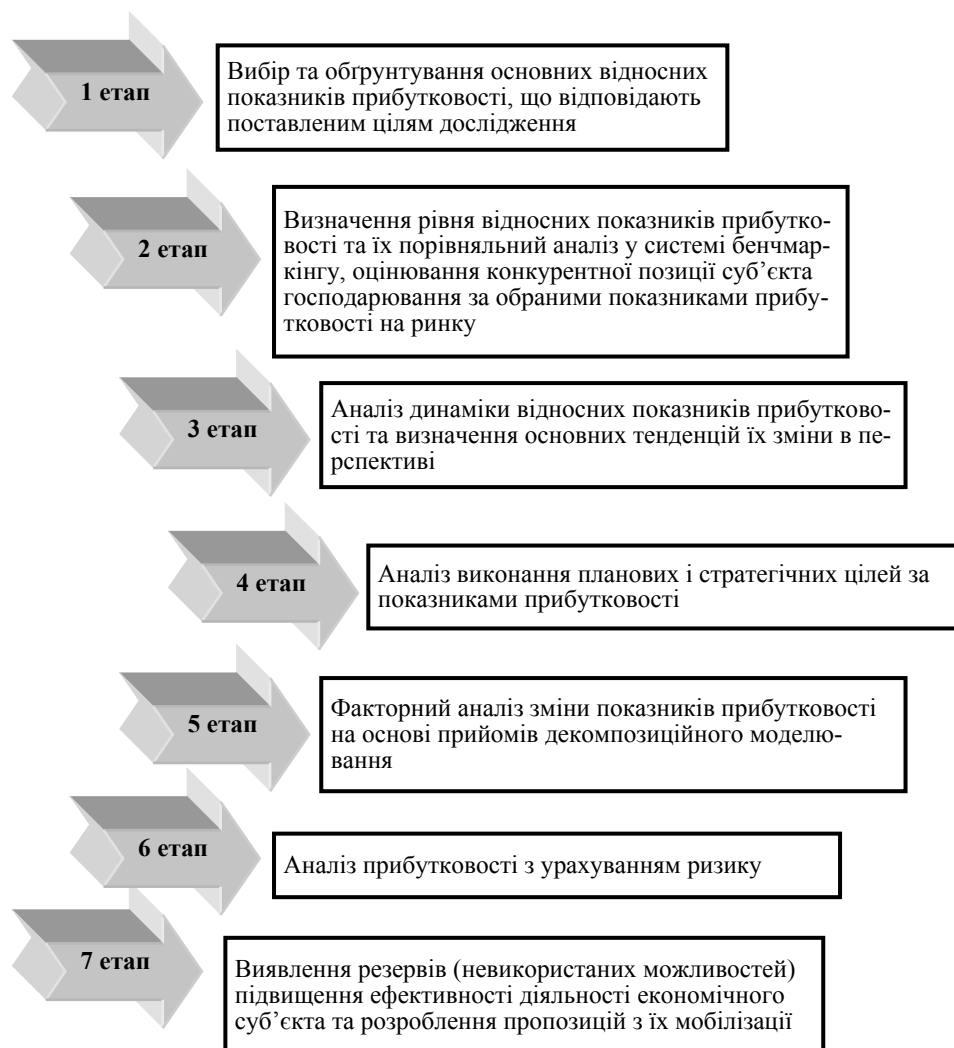 1 етап
Вибір та обґрунтування основних відносних
показників прибутковості, що відповідають
поставленим цілям дослідження
2 етап
Визначення рівня відносних показників прибутко-
вості та їх порівняльний аналіз у системі бенчмар-
кінгу, оцінювання конкурентної позиції суб’єкта
господарювання за обраними показниками прибу-
тковості на ринку
3 етап
Аналіз динаміки відносних показників прибутково-
сті та визначення основних тенденцій їх зміни в пе-
рспективі
4 етап
Аналіз виконання планових і стратегічних цілей за
показниками прибутковості
5 етап
Факторний аналіз зміни показників прибутковості
на основі прийомів декомпозиційного моделю-
вання
6 етап
Аналіз прибутковості з урахуванням ризику
7 етап
Виявлення резервів (невикористаних можливостей)
підвищення ефективності діяльності економічного
суб’єкта та розроблення пропозицій з їх мобілізації